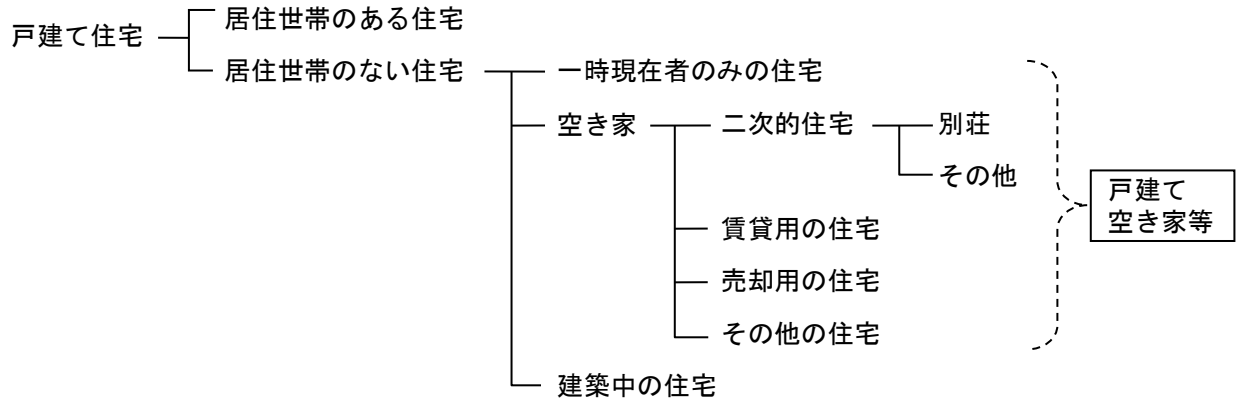 戸建て住宅
居住世帯のある住宅
居住世帯のない住宅
一時現在者のみの住宅
空き家
二次的住宅
別荘
その他
賃貸用の住宅
売却用の住宅
その他の住宅
建築中の住宅
戸建て
空き家等